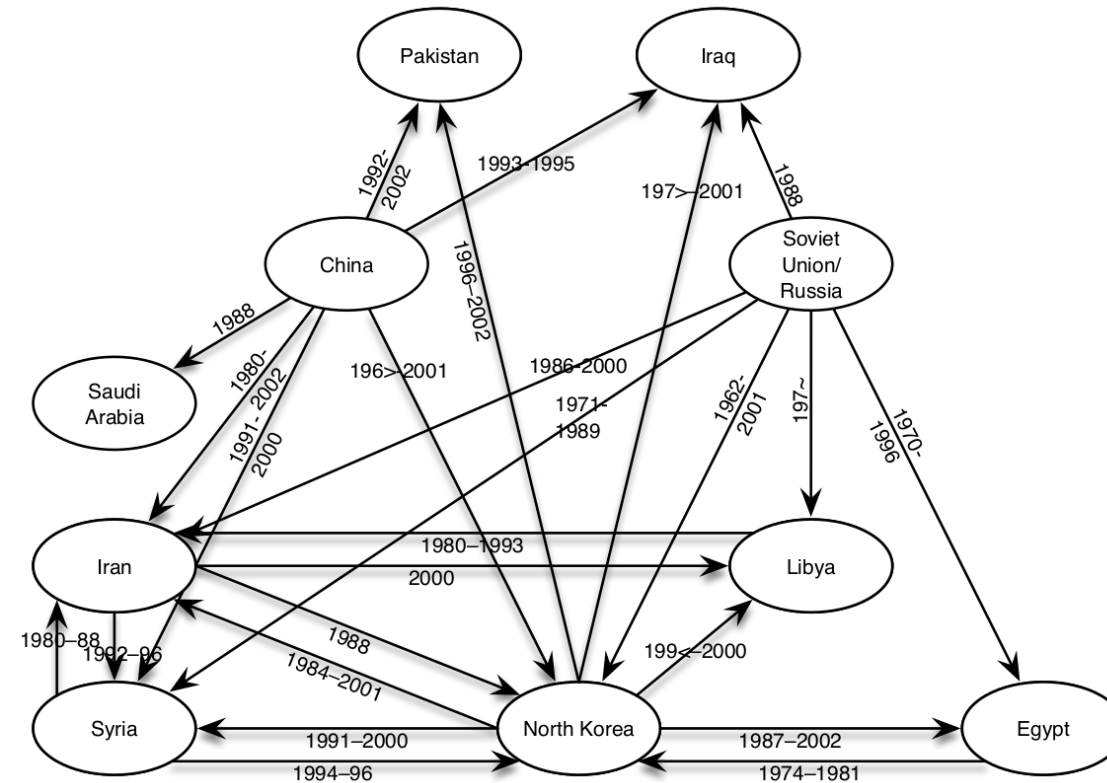 Pakistan
Iraq
1992-
2002
1993-1995
197>–2001
1988
China
Soviet
Union/
Russia
1996–2002
1988
1980-
2002
1991-
2000
196>-2001
1986-2000
1971-
1989
1962-
2001
197~
1970-
1996
Saudi
Arabia
Iran
1980–1993
2000
Libya
1980–88
1992–96
1988
1984–2001
199<–2000
Syria
1991–2000
1994–96
North Korea
1987–2002
1974–1981
Egypt